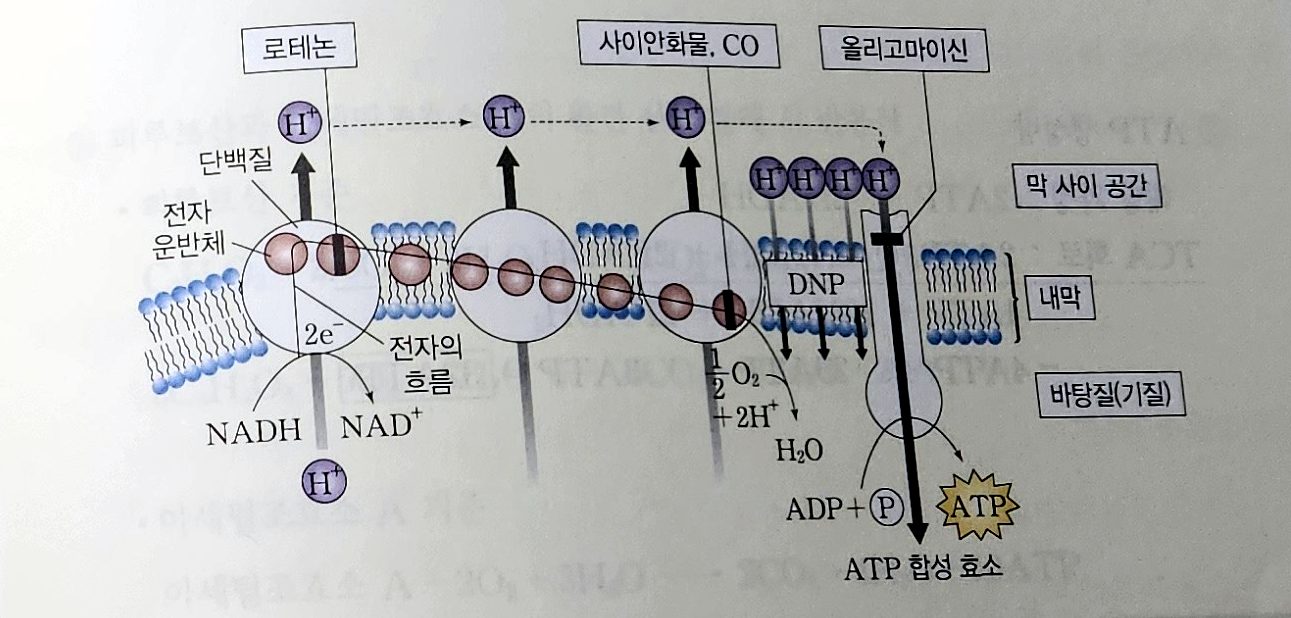 로테논
사이안화물, CO
올리고마이신
H⁺
H⁺
H⁺
단백질
H⁺ H⁺ H⁺ H⁺
막 사이 공간
전자
운반체
DNP
내막
2e⁻
전자의
흐름
1/2 O₂
+2H⁺
바탕질(기질)
NADH
NAD⁺
H₂O
H⁺
ADP+Ⓟ
ATP
ATP 합성 효소